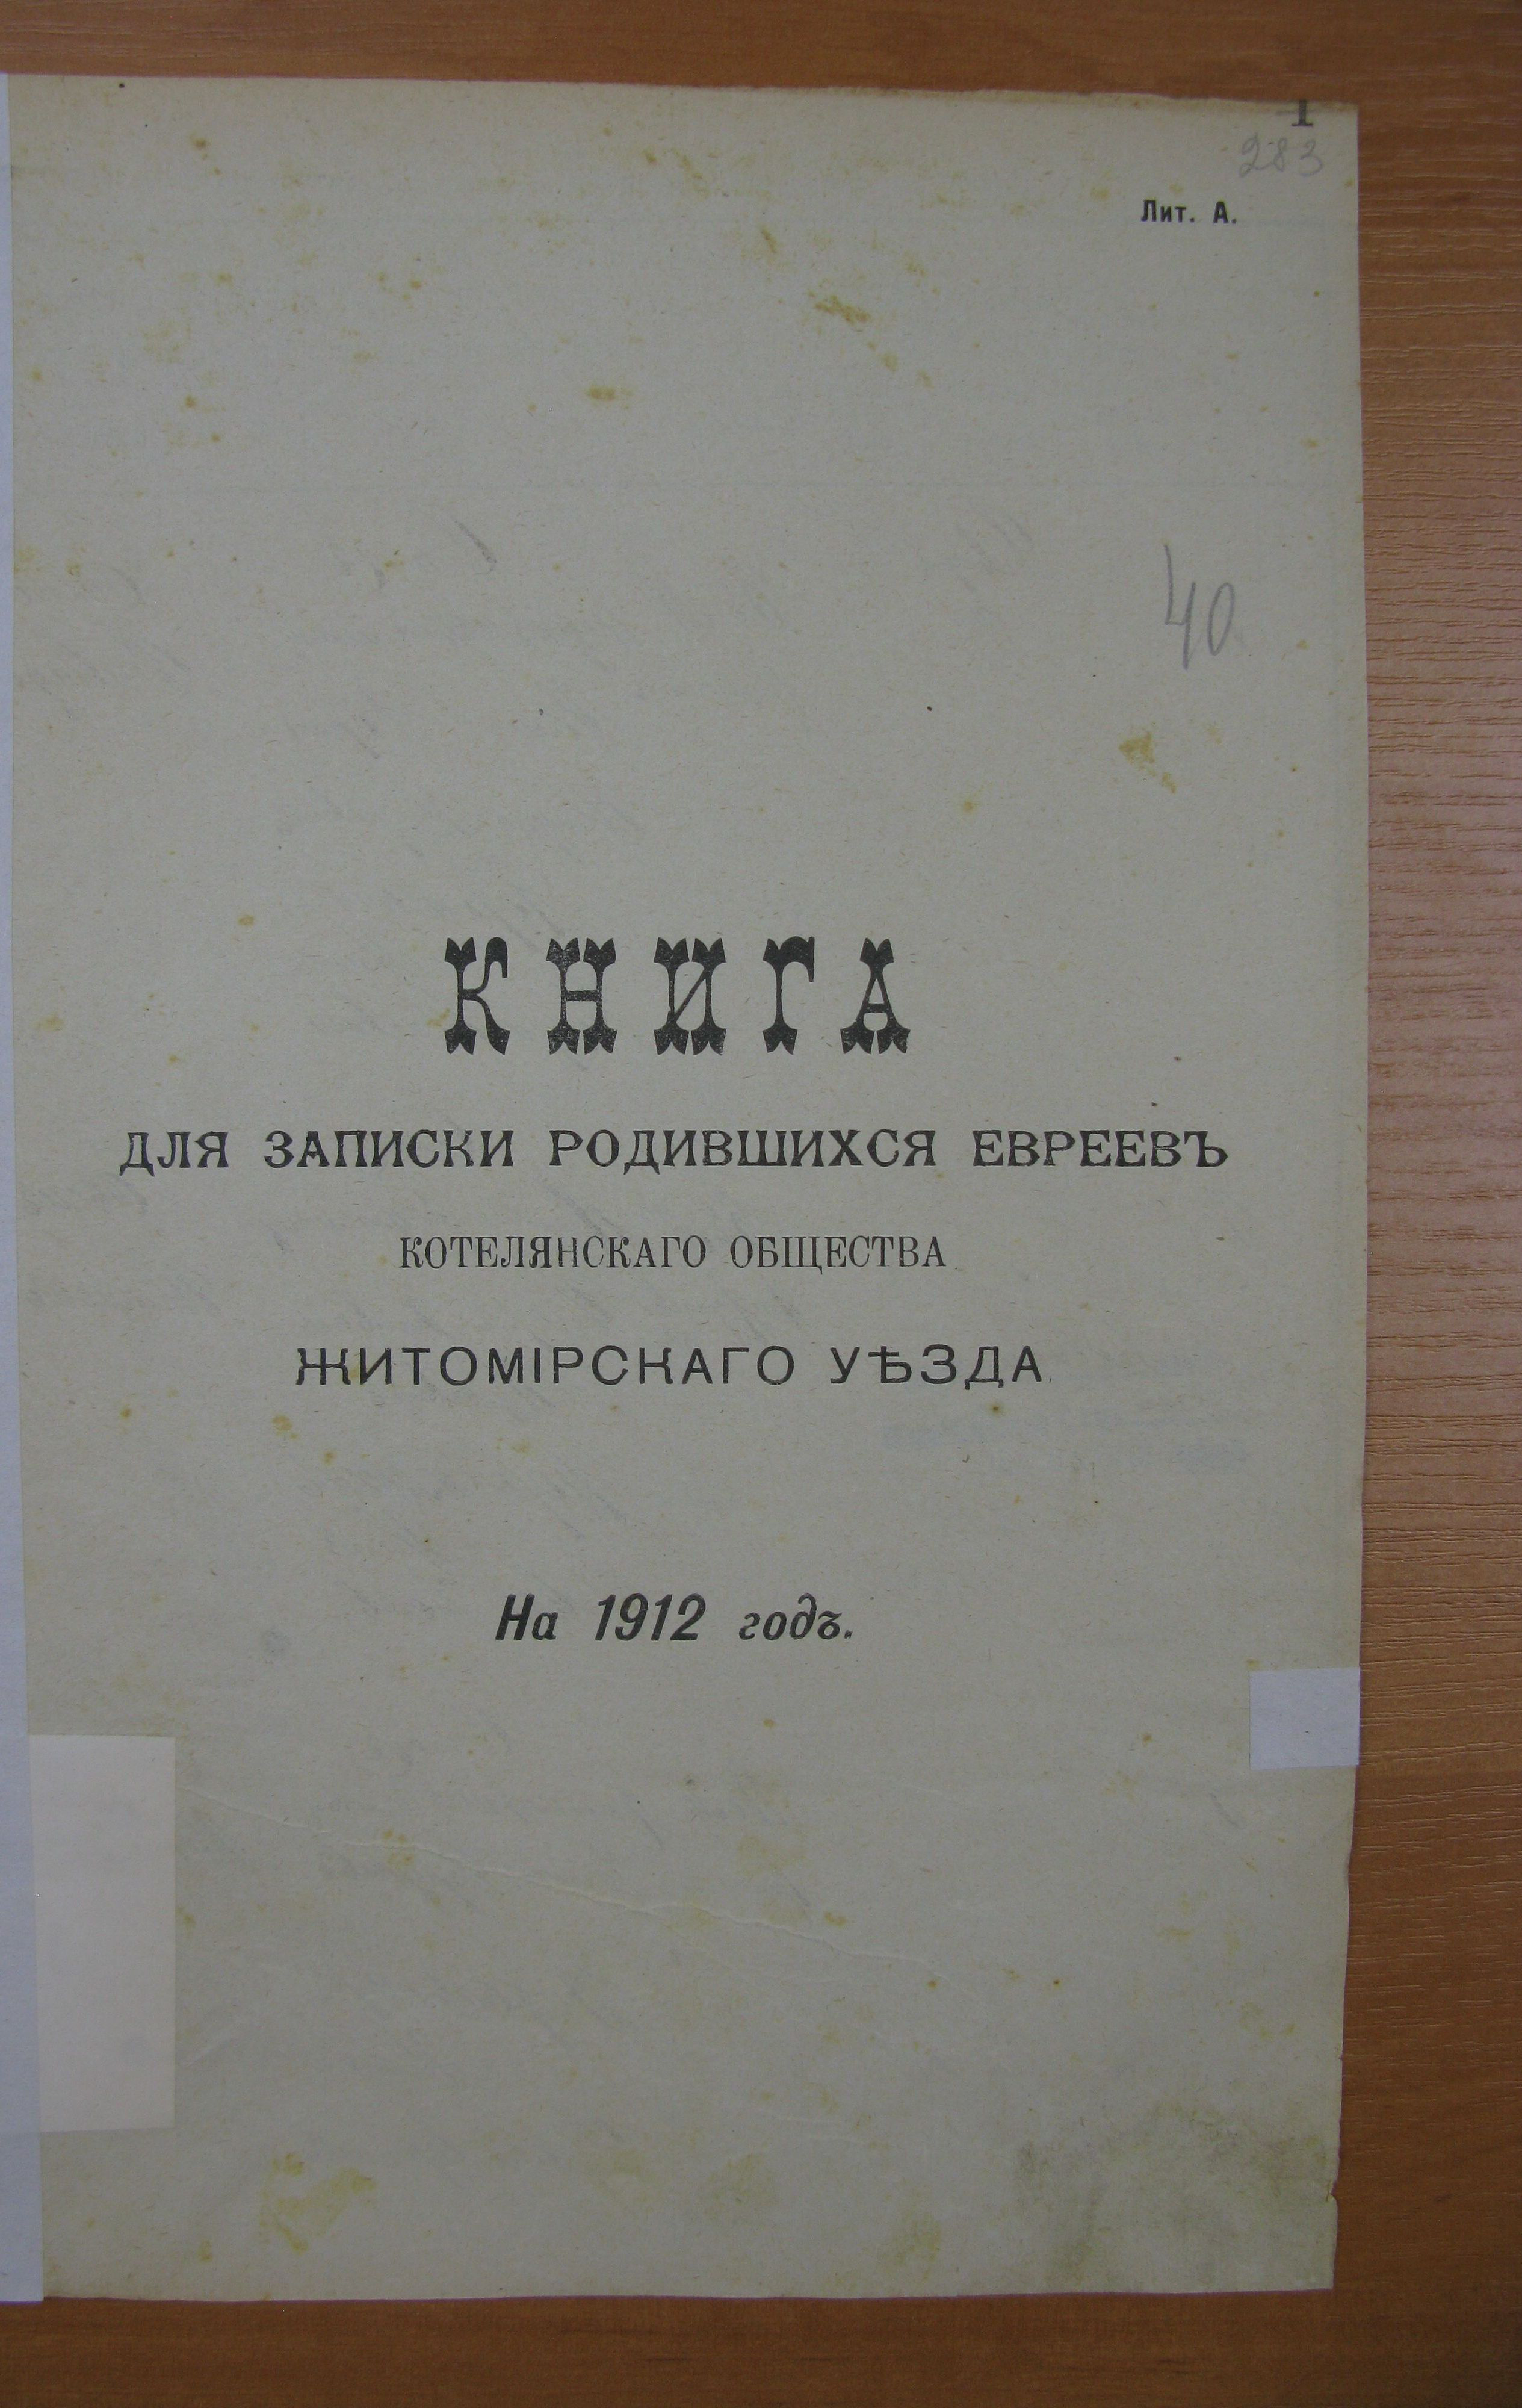 1
283
Лит. А.
40
КНИГА
ДЛЯ ЗАПИСКИ РОДИВШИХСЯ ЕВРЕЕВЪ
КОТЕЛЯНСКАГО ОБЩЕСТВА
ЖИТОМІРСКАГО УѢЗДА
На 1912 годъ.